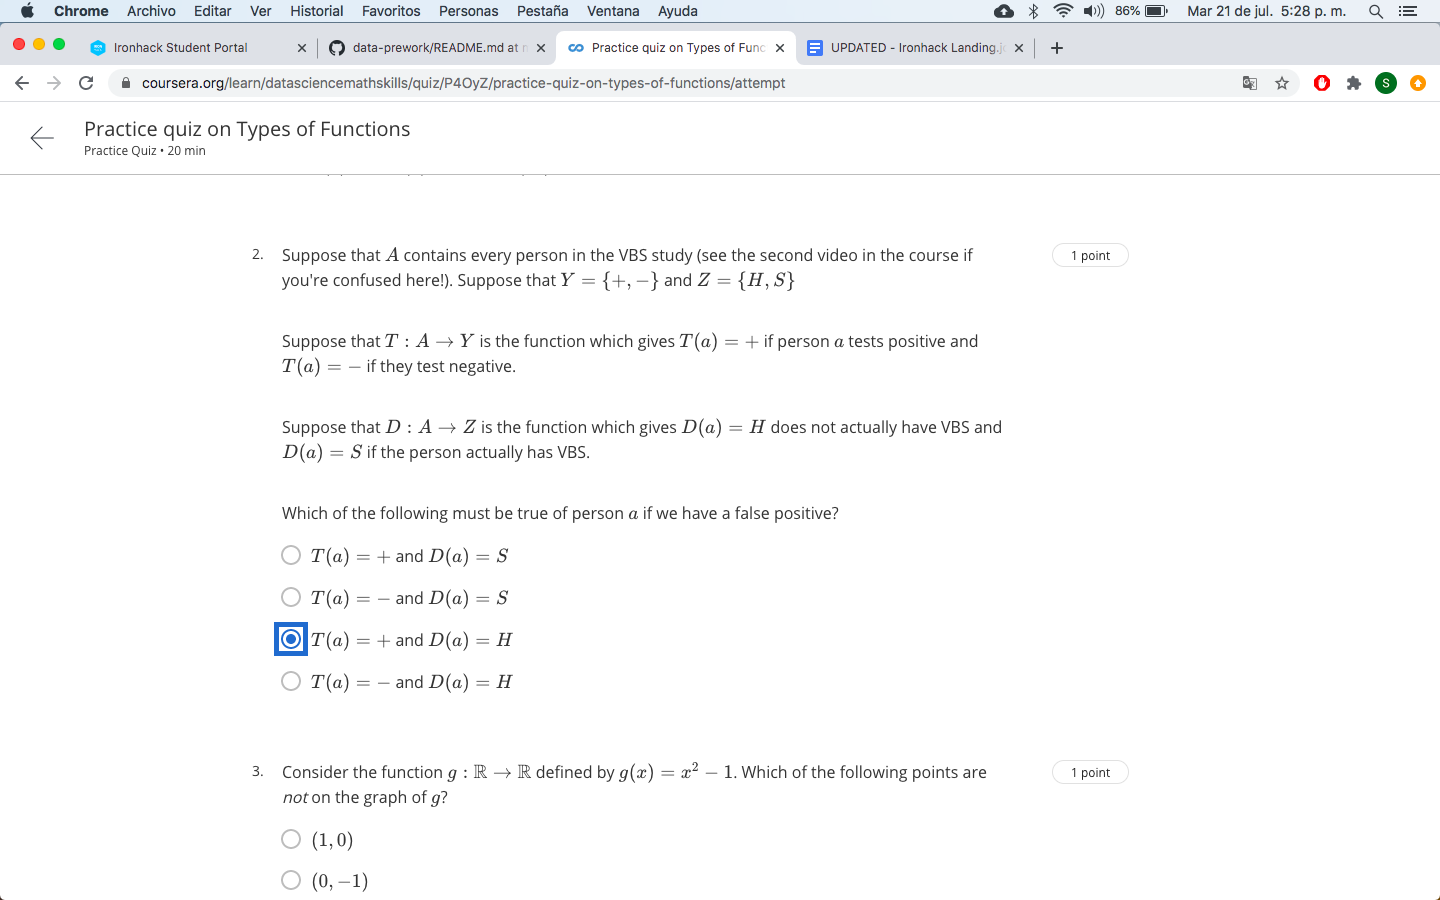 Chrome Archivo Editar Ver Historial Favoritos Personas Pestaña Ventana Ayuda 86% Mar 21 de jul. 5:28 p. m.
Ironhack Student Portal data-prework/README.md at Practice quiz on Types of Func UPDATED - Ironhack Landing.j
coursera.org/learn/datasciencemathskills/quiz/P4OyZ/practice-quiz-on-types-of-functions/attempt S
Practice quiz on Types of Functions
Practice Quiz • 20 min
2. Suppose that A contains every person in the VBS study (see the second video in the course if 1 point
you're confused here!). Suppose that Y = {+, −} and Z = {H, S}
Suppose that T : A → Y is the function which gives T(a) = + if person a tests positive and
T(a) = − if they test negative.
Suppose that D : A → Z is the function which gives D(a) = H does not actually have VBS and
D(a) = S if the person actually has VBS.
Which of the following must be true of person a if we have a false positive?
T(a) = + and D(a) = S
T(a) = − and D(a) = S
T(a) = + and D(a) = H
T(a) = − and D(a) = H
3. Consider the function g : ℝ → ℝ defined by g(x) = x² − 1. Which of the following points are 1 point
not on the graph of g?
(1, 0)
(0, −1)